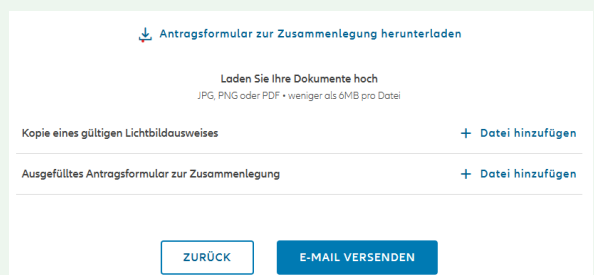 Antragsformular zur Zusammenlegung herunterladen
Laden Sie Ihre Dokumente hoch
JPG, PNG oder PDF • weniger als 6MB pro Datei
Kopie eines gültigen Lichtbildausweises + Datei hinzufügen
Ausgefülltes Antragsformular zur Zusammenlegung + Datei hinzufügen
ZURÜCK E-MAIL VERSENDEN